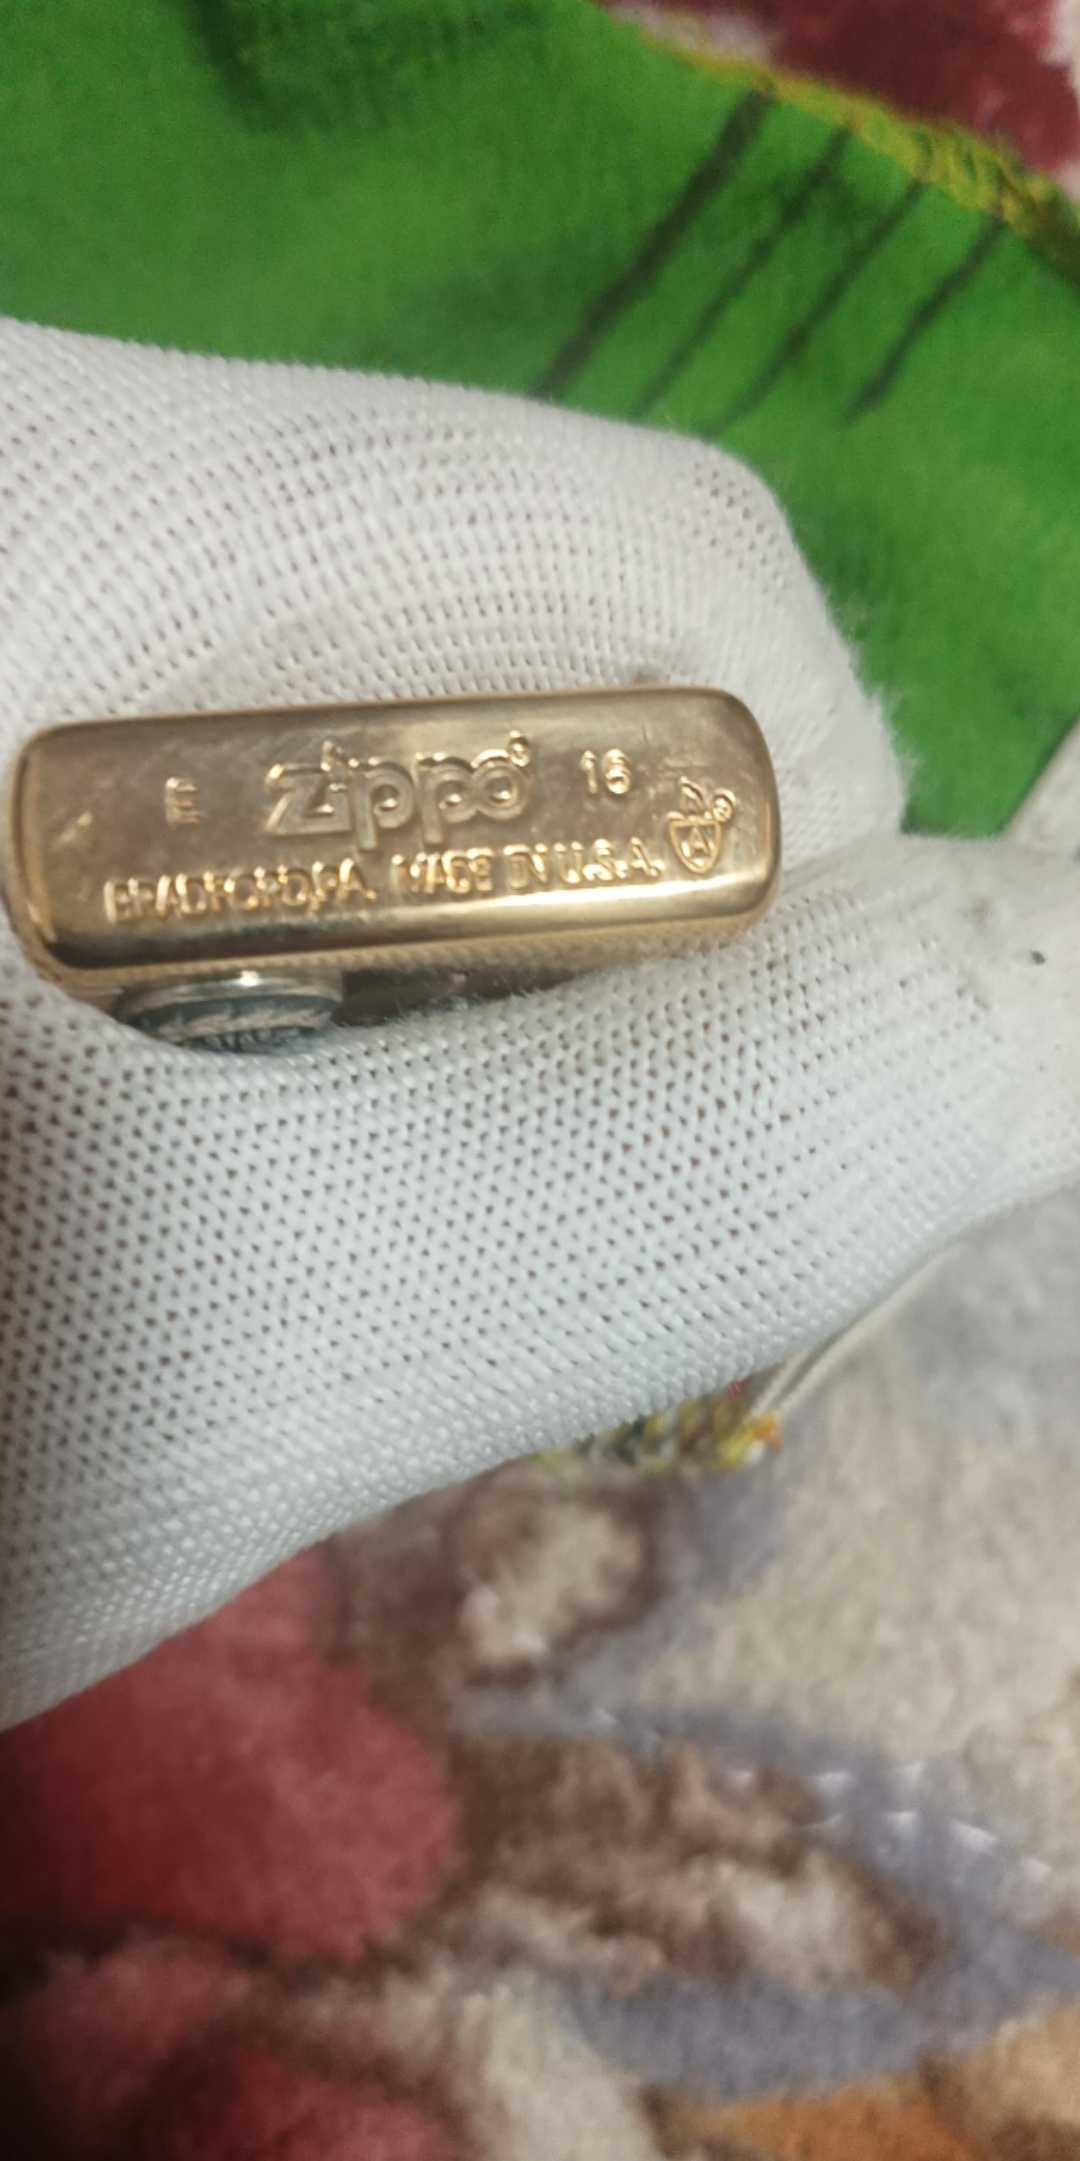 E zippo® 16
BRADFORD,PA. MADE IN U.S.A. A®